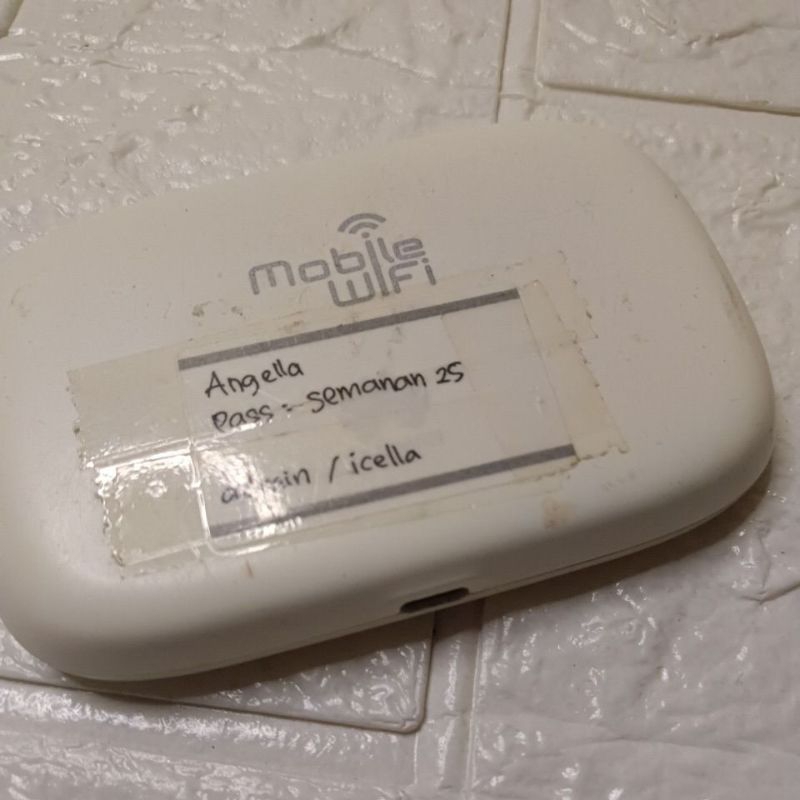 mobile
WiFi
Angella
Pass : semanan 25
admin / icella